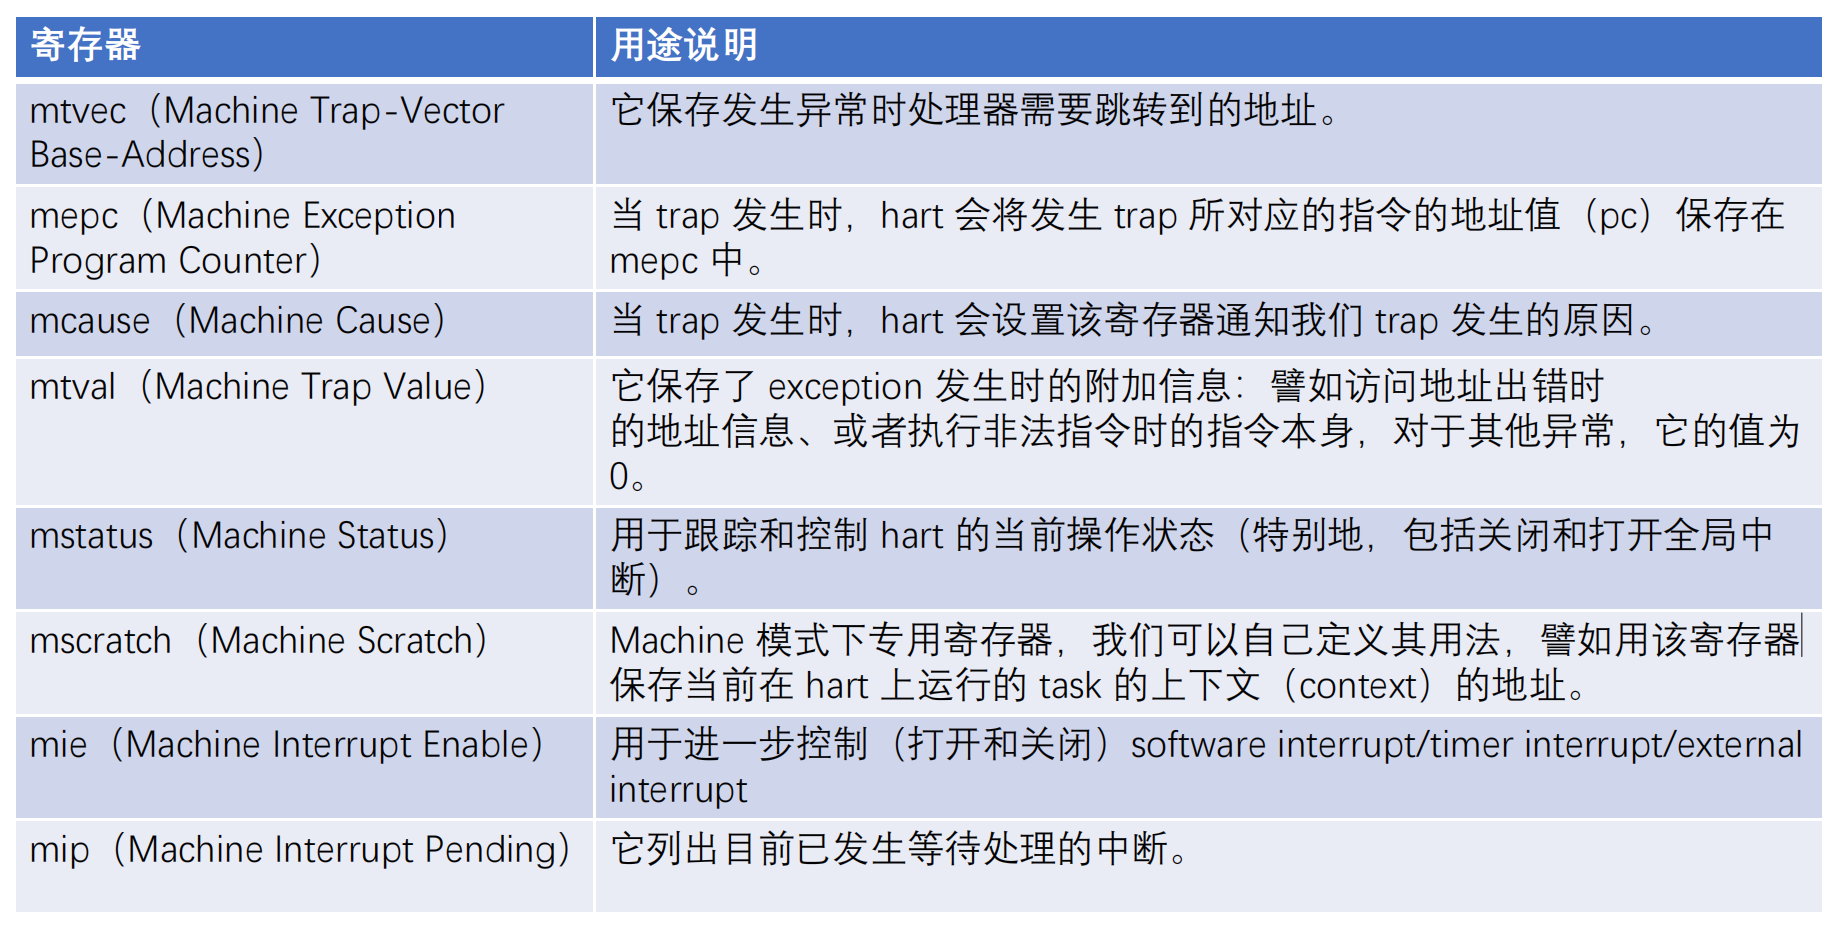 寄存器
用途说明
mtvec（Machine Trap-Vector
Base-Address）
它保存发生异常时处理器需要跳转到的地址。
mepc（Machine Exception
Program Counter）
当 trap 发生时，hart 会将发生 trap 所对应的指令的地址值（pc）保存在
mepc 中。
mcause（Machine Cause）
当 trap 发生时，hart 会设置该寄存器通知我们 trap 发生的原因。
mtval（Machine Trap Value）
它保存了 exception 发生时的附加信息：譬如访问地址出错时
的地址信息、或者执行非法指令时的指令本身，对于其他异常，它的值为
0。
mstatus（Machine Status）
用于跟踪和控制 hart 的当前操作状态（特别地，包括关闭和打开全局中
断）。
mscratch（Machine Scratch）
Machine 模式下专用寄存器，我们可以自己定义其用法，譬如用该寄存器
保存当前在 hart 上运行的 task 的上下文（context）的地址。
mie（Machine Interrupt Enable）
用于进一步控制（打开和关闭）software interrupt/timer interrupt/external
interrupt
mip（Machine Interrupt Pending）
它列出目前已发生等待处理的中断。